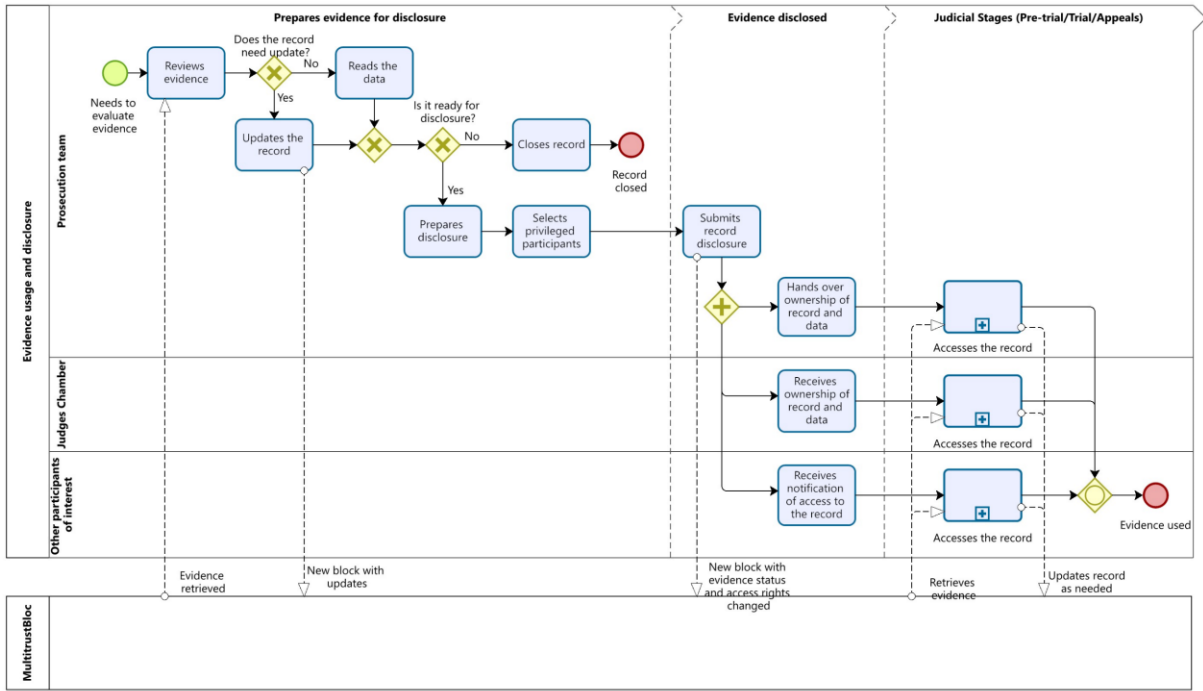 Prepares evidence for disclosure
Evidence disclosed
Judicial Stages (Pre-trial/Trial/Appeals)
Evidence usage and disclosure
Prosecution team
Needs to
evaluate
evidence
Reviews
evidence
Does the record
need update?
No
Yes
Reads the
data
Updates the
record
Is it ready for
disclosure?
No
Yes
Closes record
Record
closed
Prepares
disclosure
Selects
privileged
participants
Submits
record
disclosure
Hands over
ownership of
record and
data
Accesses the record
Judges Chamber
Receives
ownership of
record and
data
Accesses the record
Other participants
of interest
Receives
notification
of access to
the record
Accesses the record
Evidence used
Evidence
retrieved
New block with
updates
New block with
evidence status
and access rights
changed
Retrieves
evidence
Updates record
as needed
MultitrustBloc